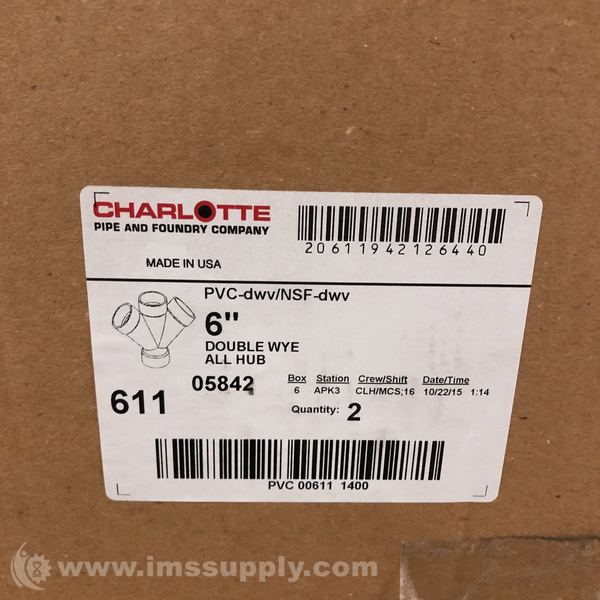 CHARLOTTE
PIPE AND FOUNDRY COMPANY
20611942126440
MADE IN USA
PVC-dwv/NSF-dwv
6"
DOUBLE WYE
ALL HUB
611
05842
Box Station Crew/Shift Date/Time
6 APK3 CLH/MCS;16 10/22/15 1:14
Quantity: 2
PVC 00611 1400
www.imssupply.com